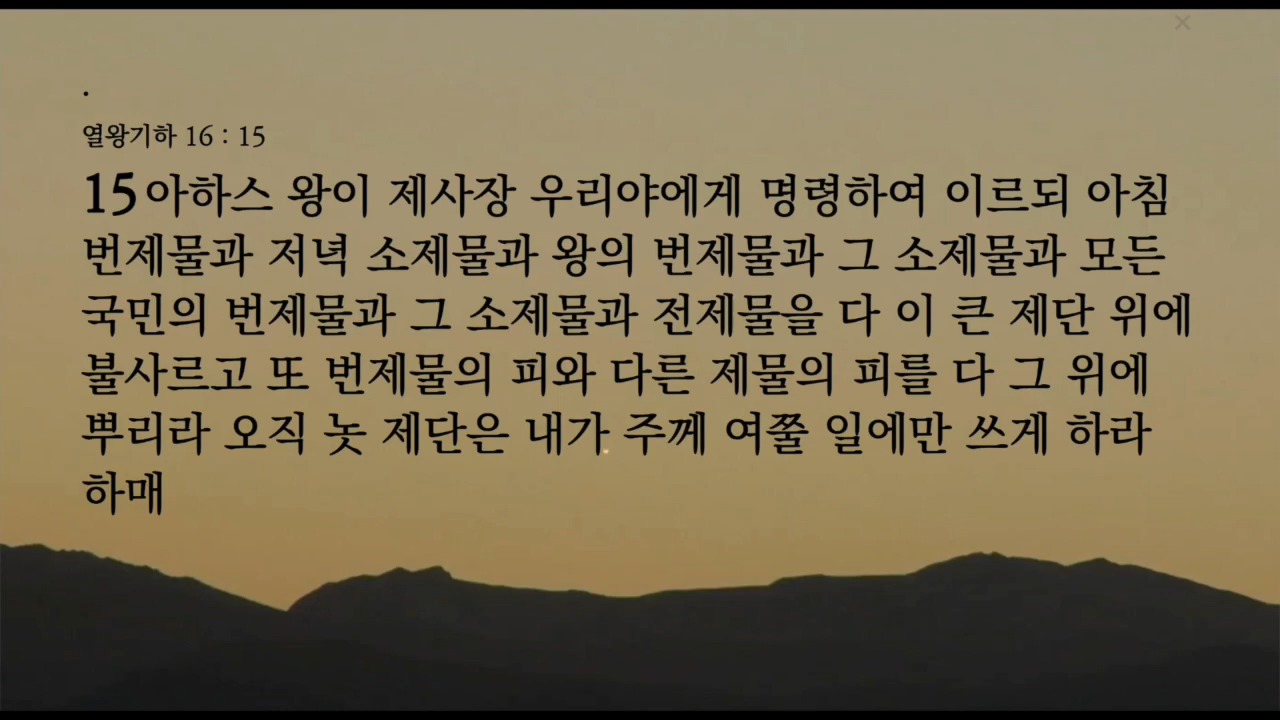 .
열왕기하 16 : 15
15 아하스 왕이 제사장 우리야에게 명령하여 이르되 아침
번제물과 저녁 소제물과 왕의 번제물과 그 소제물과 모든
국민의 번제물과 그 소제물과 전제물을 다 이 큰 제단 위에
불사르고 또 번제물의 피와 다른 제물의 피를 다 그 위에
뿌리라 오직 놋 제단은 내가 주께 여쭐 일에만 쓰게 하라
하매